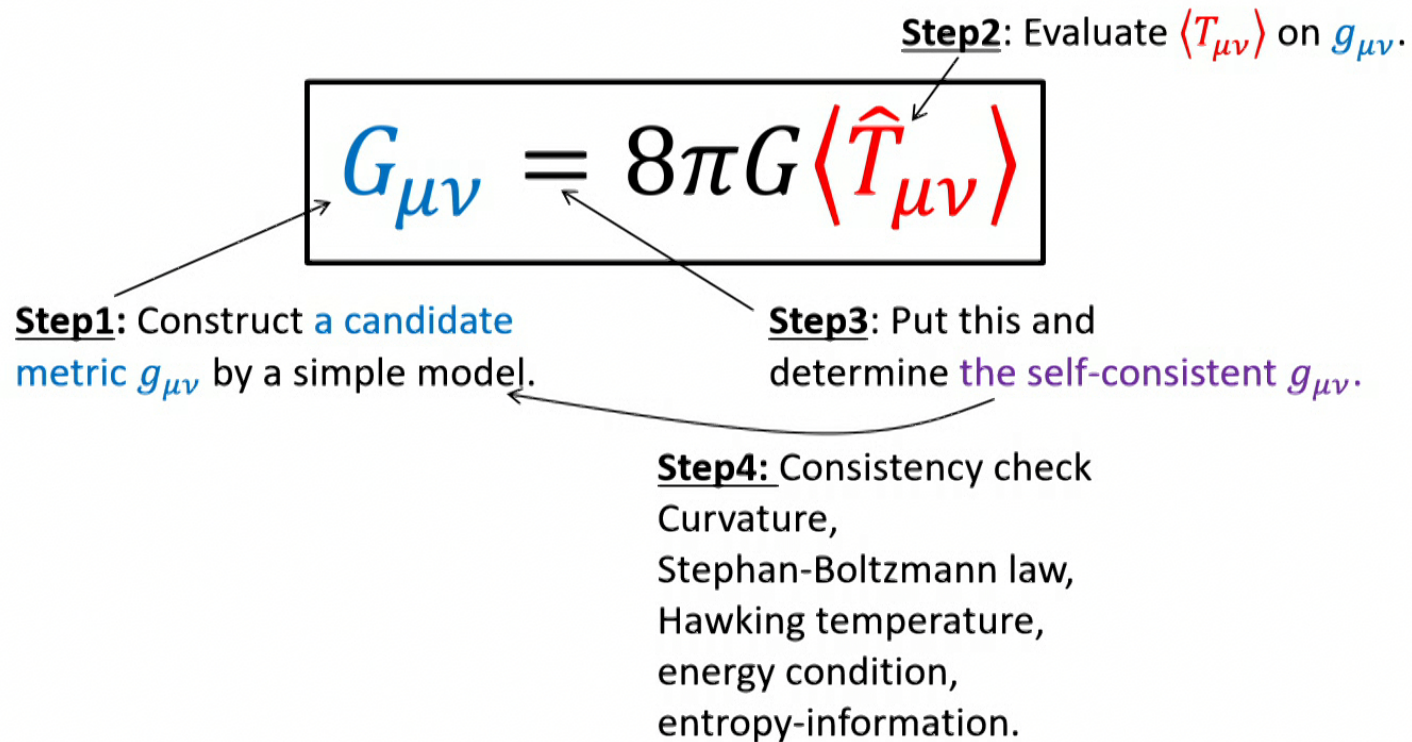 Step2: Evaluate ⟨T_μν⟩ on g_μν.
G_μν = 8πG⟨T̂_μν⟩
Step1: Construct a candidate
metric g_μν by a simple model.
Step3: Put this and
determine the self-consistent g_μν.
Step4: Consistency check
Curvature,
Stephan-Boltzmann law,
Hawking temperature,
energy condition,
entropy-information.